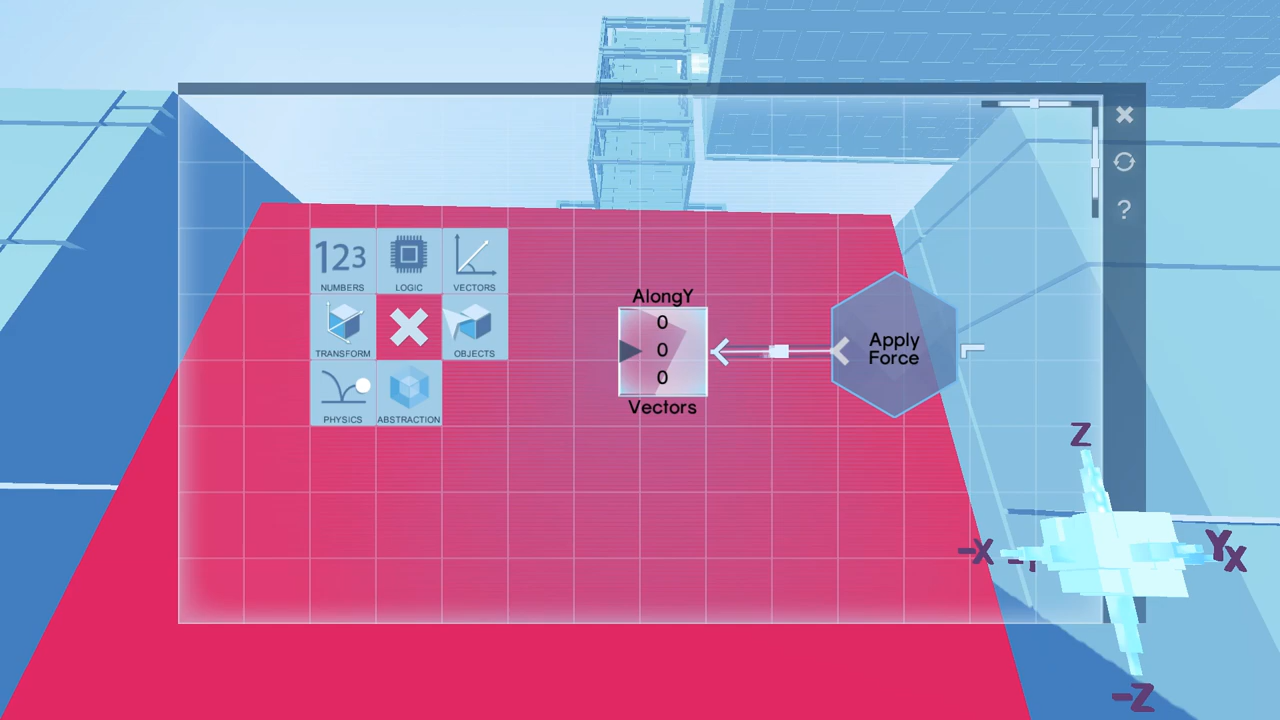 ?
123
NUMBERS
LOGIC
VECTORS
TRANSFORM
OBJECTS
PHYSICS
ABSTRACTION
AlongY
0
0
0
Vectors
Apply
Force
Z
-X
Y
X
-Z